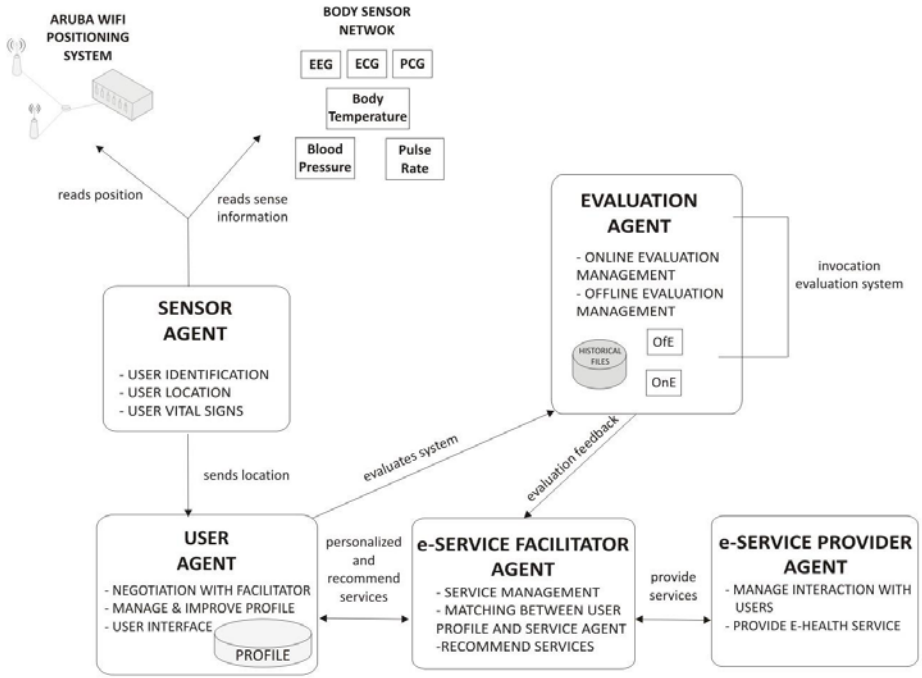 ARUBA WIFI
POSITIONING
SYSTEM
BODY SENSOR
NETWOK
EEG
ECG
PCG
Body
Temperature
Blood
Pressure
Pulse
Rate
reads position
reads sense
information
EVALUATION
AGENT
- ONLINE EVALUATION
MANAGEMENT
- OFFLINE EVALUATION
MANAGEMENT
HISTORICAL
FILES
OfE
OnE
invocation
evaluation system
SENSOR
AGENT
- USER IDENTIFICATION
- USER LOCATION
- USER VITAL SIGNS
sends location
evaluates system
evaluation feedback
USER
AGENT
- NEGOTIATION WITH FACILITATOR
- MANAGE & IMPROVE PROFILE
- USER INTERFACE
PROFILE
personalized
and
recommend
services
e-SERVICE FACILITATOR
AGENT
- SERVICE MANAGEMENT
- MATCHING BETWEEN USER
PROFILE AND SERVICE AGENT
-RECOMMEND SERVICES
provide
services
e-SERVICE PROVIDER
AGENT
- MANAGE INTERACTION WITH
USERS
- PROVIDE E-HEALTH SERVICE